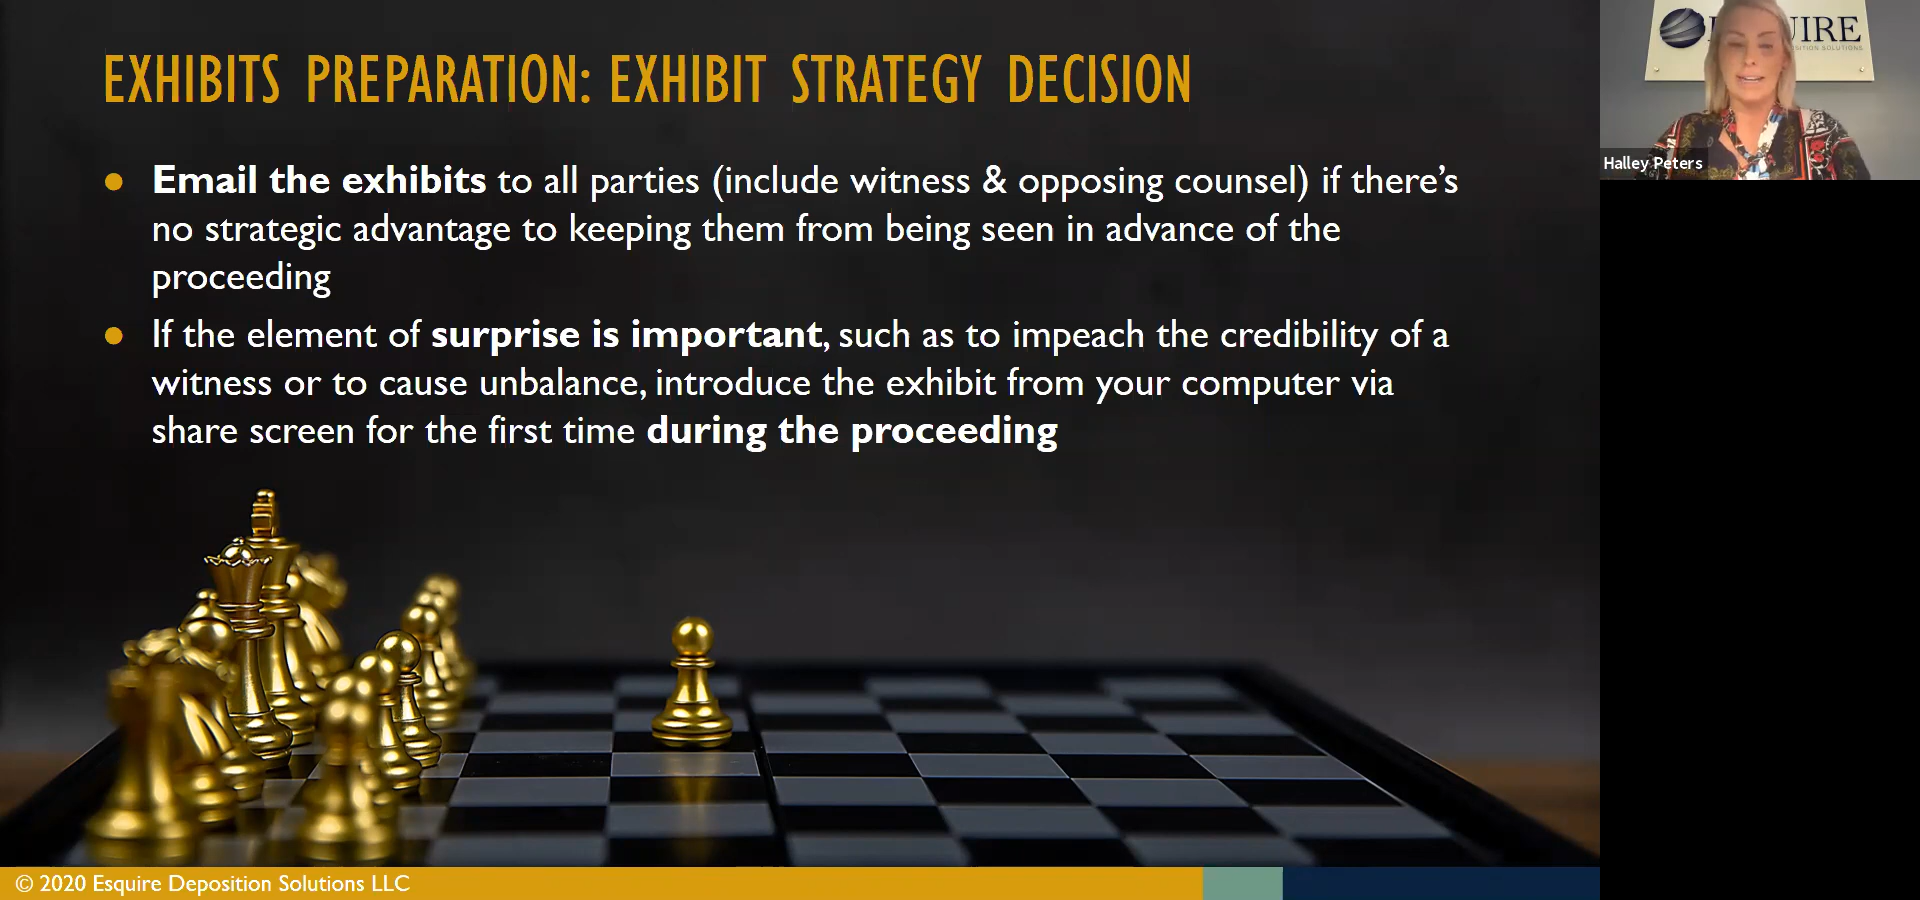 EXHIBITS PREPARATION: EXHIBIT STRATEGY DECISION
Email the exhibits to all parties (include witness & opposing counsel) if there's
no strategic advantage to keeping them from being seen in advance of the
proceeding
If the element of surprise is important, such as to impeach the credibility of a
witness or to cause unbalance, introduce the exhibit from your computer via
share screen for the first time during the proceeding
© 2020 Esquire Deposition Solutions LLC
Halley Peters